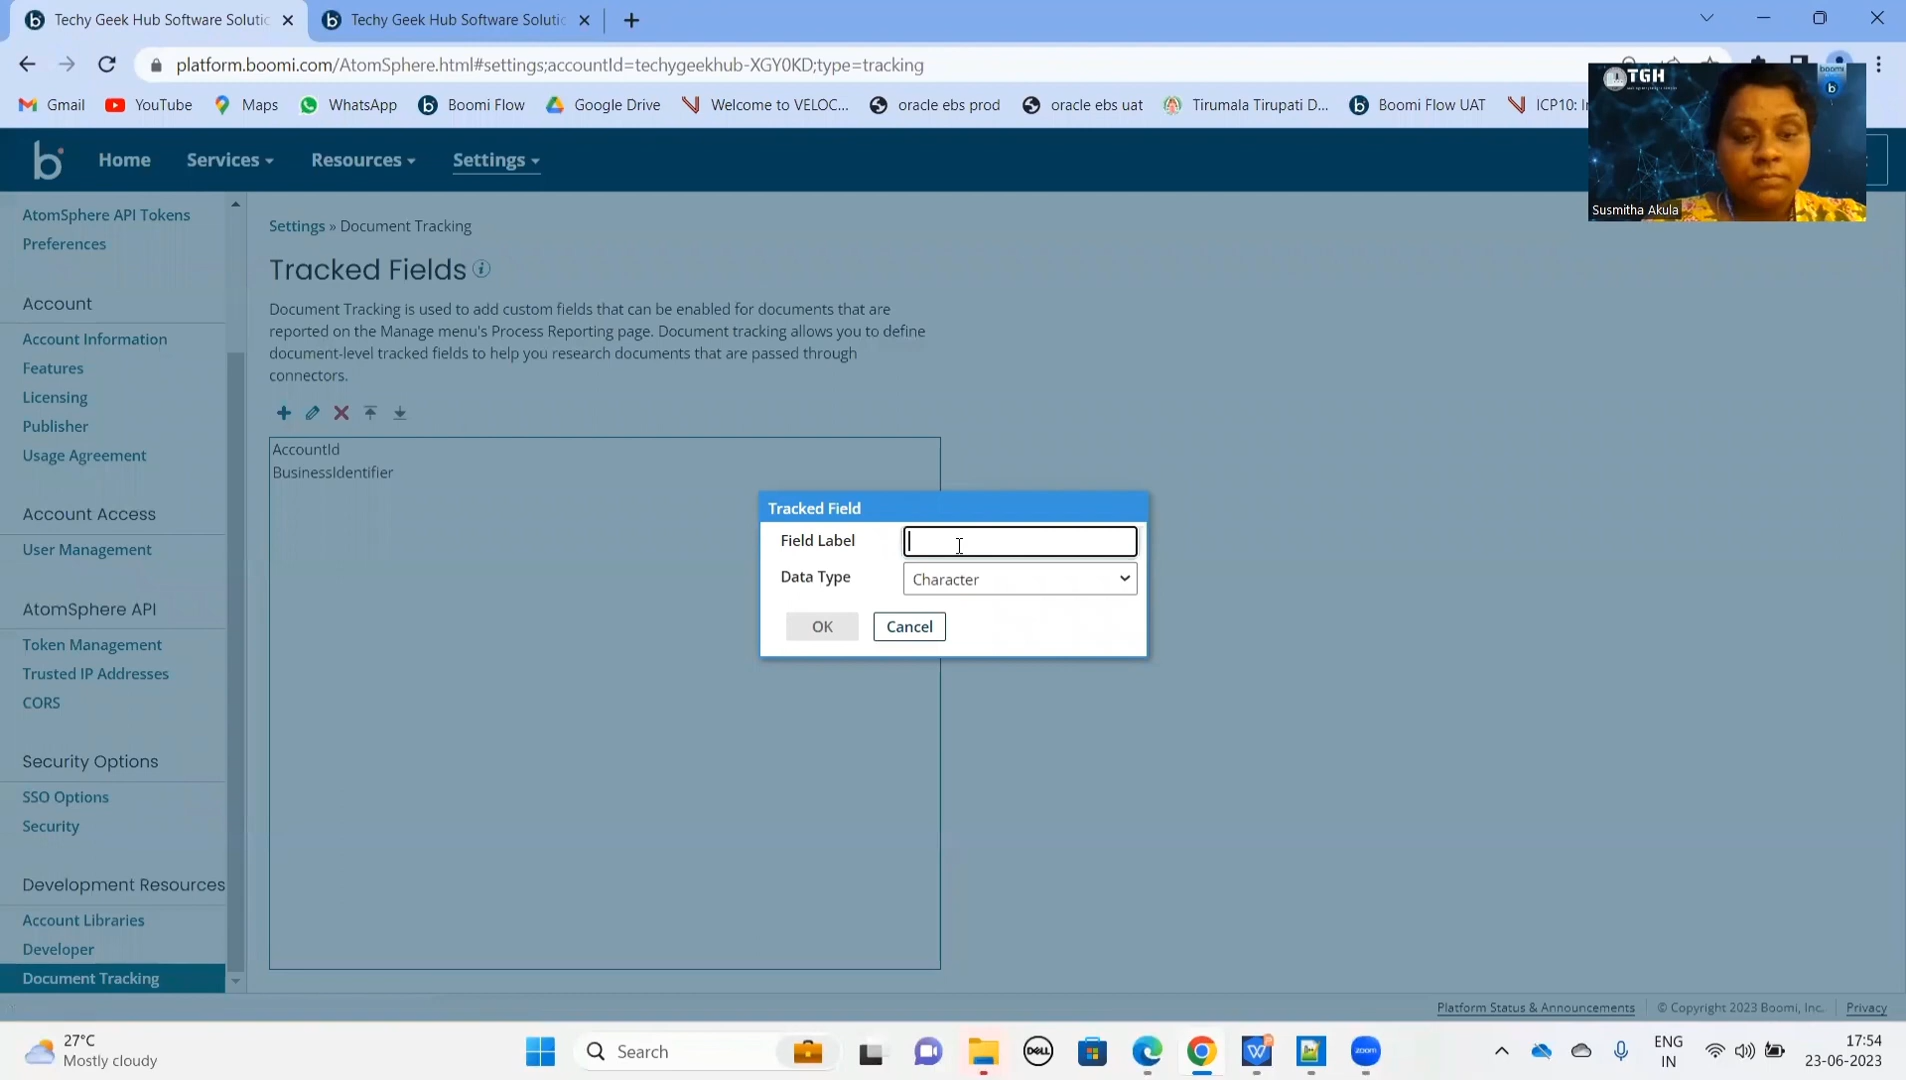 Techy Geek Hub Software Solutic
Techy Geek Hub Software Solutic
platform.boomi.com/AtomSphere.html#settings;accountId=techygeekhub-XGY0KD;type=tracking
Gmail
YouTube
Maps
WhatsApp
Boomi Flow
Google Drive
Welcome to VELOC...
oracle ebs prod
oracle ebs uat
Tirumala Tirupati D...
Boomi Flow UAT
ICP10: In
TGH
boomi
Susmitha Akula
Home
Services
Resources
Settings
AtomSphere API Tokens
Preferences
Account
Account Information
Features
Licensing
Publisher
Usage Agreement
Account Access
User Management
AtomSphere API
Token Management
Trusted IP Addresses
CORS
Security Options
SSO Options
Security
Development Resources
Account Libraries
Developer
Document Tracking
Settings » Document Tracking
Tracked Fields
Document Tracking is used to add custom fields that can be enabled for documents that are
reported on the Manage menu's Process Reporting page. Document tracking allows you to define
document-level tracked fields to help you research documents that are passed through
connectors.
AccountId
BusinessIdentifier
Tracked Field
Field Label
Data Type
Character
OK
Cancel
Platform Status & Announcements
© Copyright 2023 Boomi, Inc.
Privacy
27°C
Mostly cloudy
Search
DELL
zoom
ENG
IN
17:54
23-06-2023